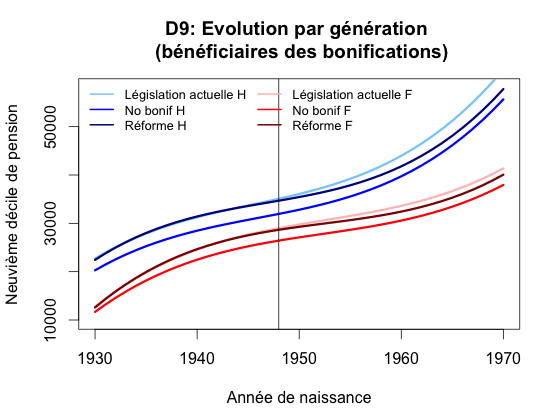 D9: Evolution par génération
(bénéficiaires des bonifications)
Législation actuelle H
No bonif H
Réforme H
Législation actuelle F
No bonif F
Réforme F
Neuvième décile de pension
50000
30000
10000
1930 1940 1950 1960 1970
Année de naissance